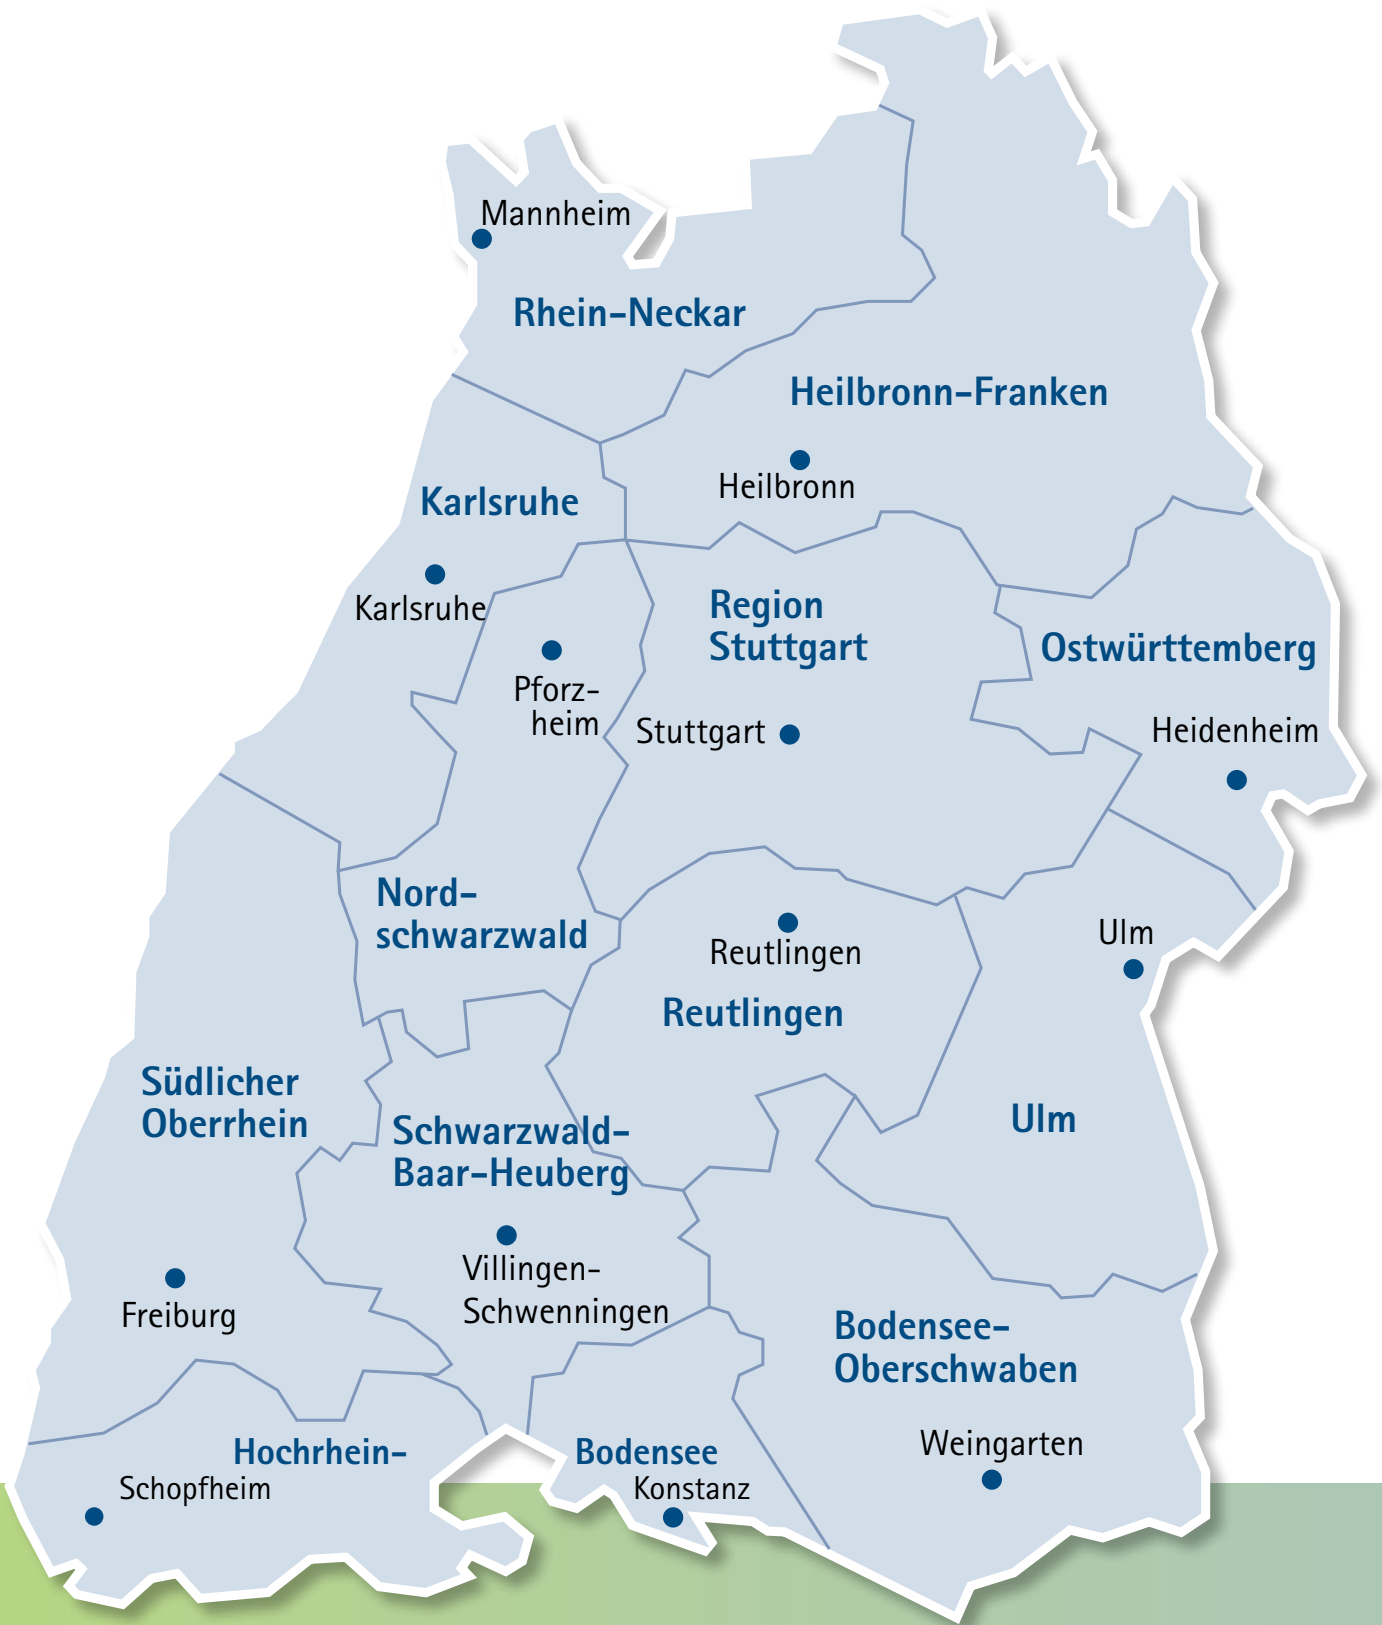 Mannheim
Rhein-Neckar
Heilbronn-Franken
Heilbronn
Karlsruhe
Karlsruhe
Region
Stuttgart
Ostwürttemberg
Pforz-
heim
Stuttgart
Heidenheim
Nord-
schwarzwald
Reutlingen
Reutlingen
Ulm
Ulm
Südlicher
Oberrhein
Schwarzwald-
Baar-Heuberg
Villingen-
Schwenningen
Freiburg
Bodensee-
Oberschwaben
Weingarten
Hochrhein-
Bodensee
Schopfheim
Konstanz